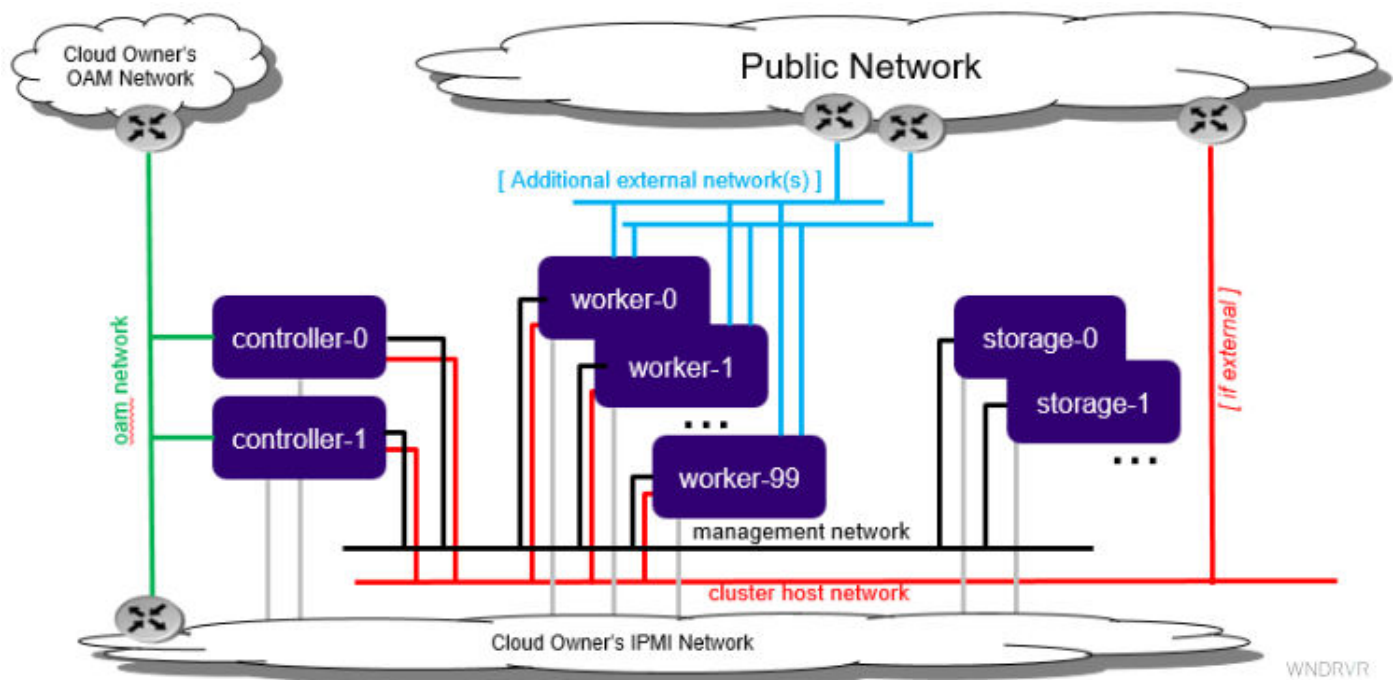 Cloud Owner's
OAM Network
Public Network
[ Additional external network(s) ]
oam network
controller-0
controller-1
worker-0
worker-1
...
worker-99
storage-0
storage-1
...
[ if external ]
management network
cluster host network
Cloud Owner's IPMI Network
WNDRVR